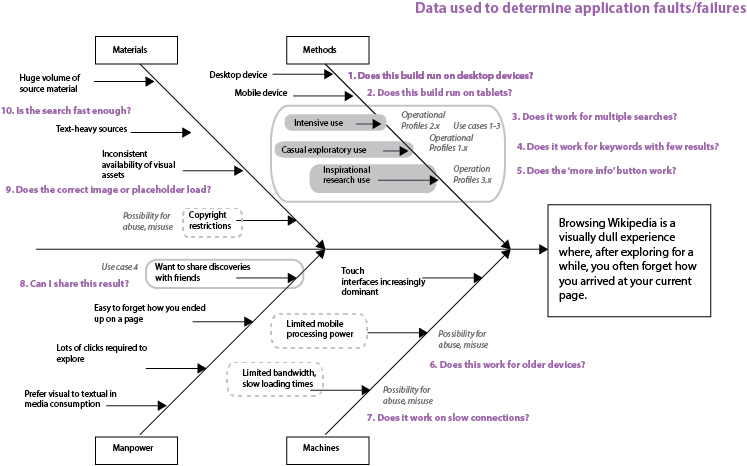 Data used to determine application faults/failures
Materials
Methods
Desktop device
1. Does this build run on desktop devices?
Huge volume of
source material
Mobile device
2. Does this build run on tablets?
10. Is the search fast enough?
Intensive use
Operational
Profiles 2.x
Use cases 1-3
3. Does it work for multiple searches?
Text-heavy sources
Casual exploratory use
Operational
Profiles 1.x
4. Does it work for keywords with few results?
Inconsistent
availability of visual
assets
Inspirational
research use
Operation
Profiles 3.x
5. Does the ‘more info’ button work?
9. Does the correct image or placeholder load?
Possibility for
abuse, misuse
Copyright
restrictions
Browsing Wikipedia is a
visually dull experience
where, after exploring for a
while, you often forget how
you arrived at your current
page.
Use case 4
Want to share discoveries
with friends
8. Can I share this result?
Touch
interfaces increasingly
dominant
Easy to forget how you ended
up on a page
Limited mobile
processing power
Possibility for
abuse, misuse
Lots of clicks required to
explore
6. Does this work for older devices?
Limited bandwidth,
slow loading times
Possibility for
abuse, misuse
Prefer visual to textual in
media consumption
7. Does it work on slow connections?
Manpower
Machines